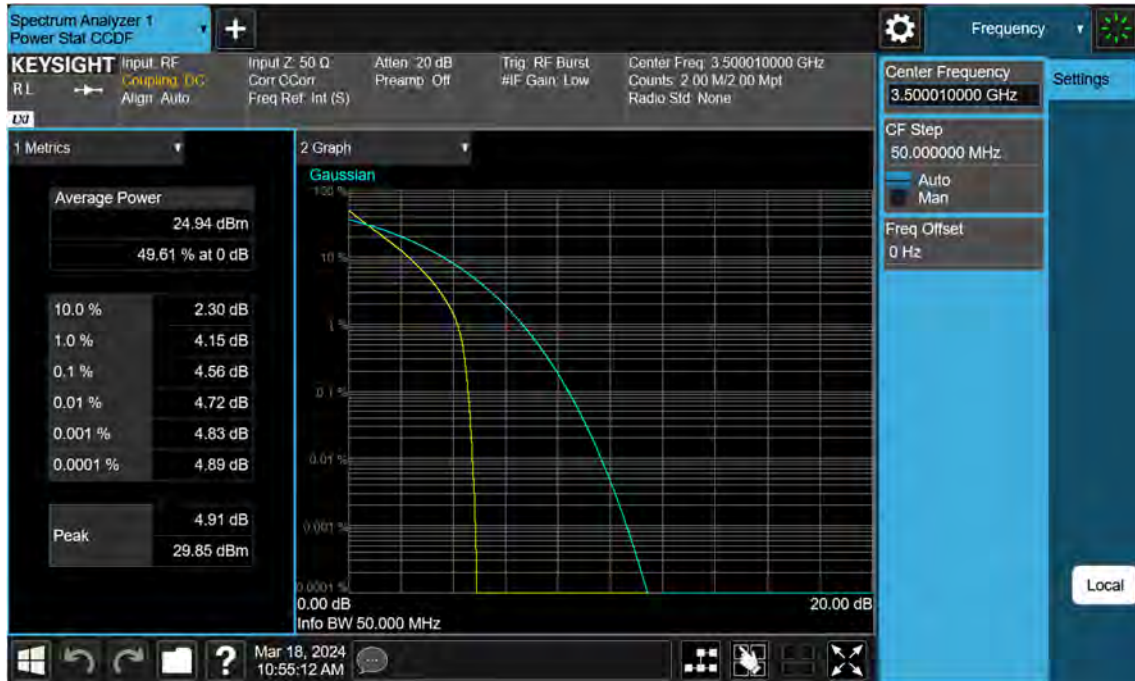 Spectrum Analyzer 1
Power Stat CCDF
Frequency
KEYSIGHT
RL
LXI
Input: RF
Coupling: DC
Align: Auto
Input Z: 50 Ω
Corr CCorr
Freq Ref: Int (S)
Atten: 20 dB
Preamp: Off
Trig: RF Burst
#IF Gain: Low
Center Freq: 3.500010000 GHz
Counts: 2.00 M/2.00 Mpt
Radio Std: None
Center Frequency
3.500010000 GHz
Settings
CF Step
50.000000 MHz
Auto
Man
Freq Offset
0 Hz
Local
1 Metrics
Average Power
24.94 dBm
49.61 % at 0 dB
10.0 % 2.30 dB
1.0 % 4.15 dB
0.1 % 4.56 dB
0.01 % 4.72 dB
0.001 % 4.83 dB
0.0001 % 4.89 dB
Peak
4.91 dB
29.85 dBm
2 Graph
Gaussian
100 %
10 %
1 %
0.1 %
0.01 %
0.001 %
0.0001 %
0.00 dB 20.00 dB
Info BW 50.000 MHz
?
Mar 18, 2024
10:55:12 AM